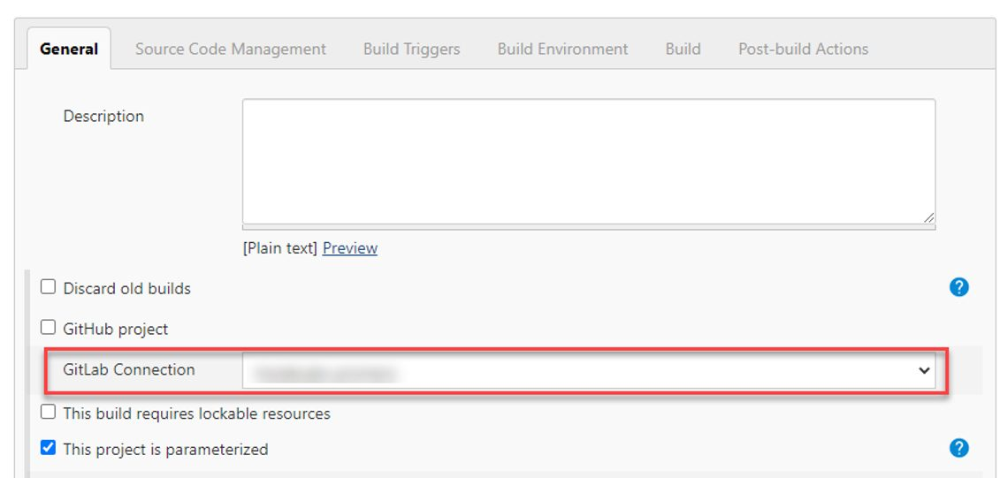 General Source Code Management Build Triggers Build Environment Build Post-build Actions
Description
[Plain text] Preview
Discard old builds ?
GitHub project
GitLab Connection
This build requires lockable resources
This project is parameterized ?